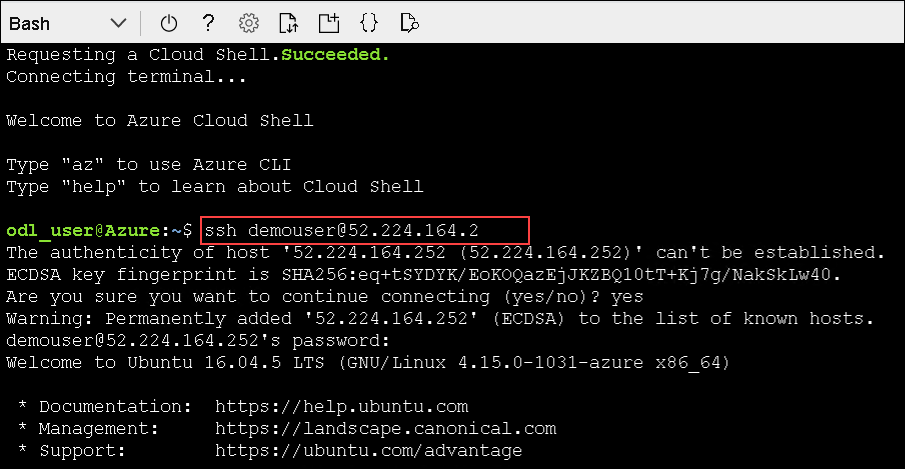 Bash
Requesting a Cloud Shell.Succeeded.
Connecting terminal...
Welcome to Azure Cloud Shell
Type "az" to use Azure CLI
Type "help" to learn about Cloud Shell
odl_user@Azure:~$ ssh demouser@52.224.164.2
The authenticity of host '52.224.164.252 (52.224.164.252)' can't be established.
ECDSA key fingerprint is SHA256:eq+tSYDYK/EoKOQazEjJKZBQ10tT+Kj7g/NakSkLw40.
Are you sure you want to continue connecting (yes/no)? yes
Warning: Permanently added '52.224.164.252' (ECDSA) to the list of known hosts.
demouser@52.224.164.252's password:
Welcome to Ubuntu 16.04.5 LTS (GNU/Linux 4.15.0-1031-azure x86_64)
* Documentation: https://help.ubuntu.com
* Management: https://landscape.canonical.com
* Support: https://ubuntu.com/advantage